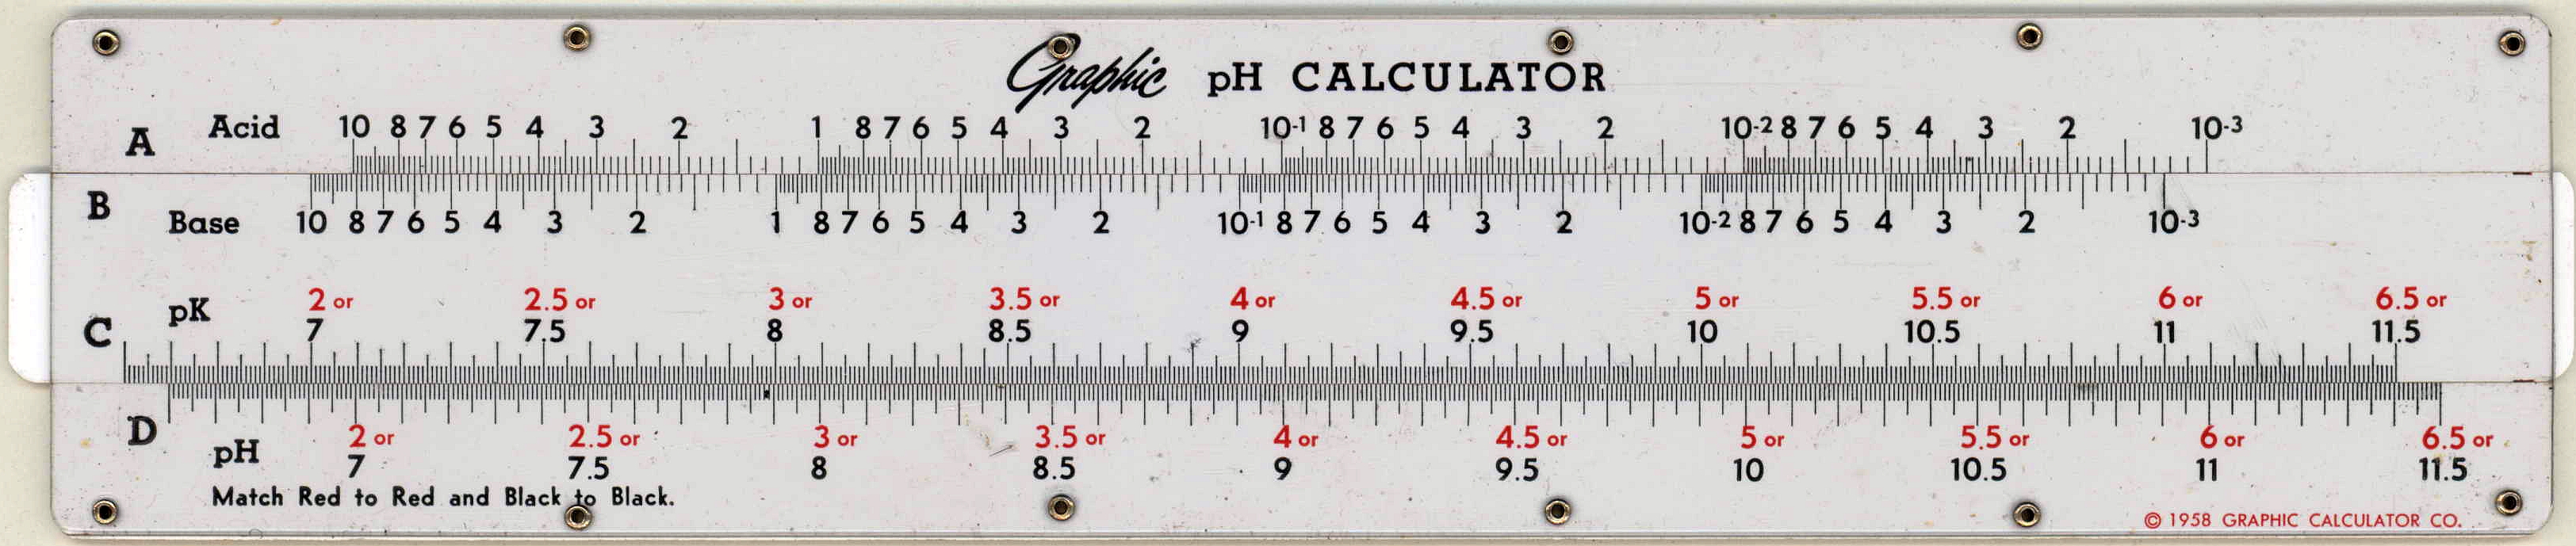 Graphic pH CALCULATOR
A Acid 10 8 7 6 5 4 3 2 1 8 7 6 5 4 3 2 10-1 8 7 6 5 4 3 2 10-2 8 7 6 5 4 3 2 10-3
B Base 10 8 7 6 5 4 3 2 1 8 7 6 5 4 3 2 10-1 8 7 6 5 4 3 2 10-2 8 7 6 5 4 3 2 10-3
2 or 2.5 or 3 or 3.5 or 4 or 4.5 or 5 or 5.5 or 6 or 6.5 or
C pK 7 7.5 8 8.5 9 9.5 10 10.5 11 11.5
D 2 or 2.5 or 3 or 3.5 or 4 or 4.5 or 5 or 5.5 or 6 or 6.5 or
pH 7 7.5 8 8.5 9 9.5 10 10.5 11 11.5
Match Red to Red and Black to Black.
© 1958 GRAPHIC CALCULATOR CO.